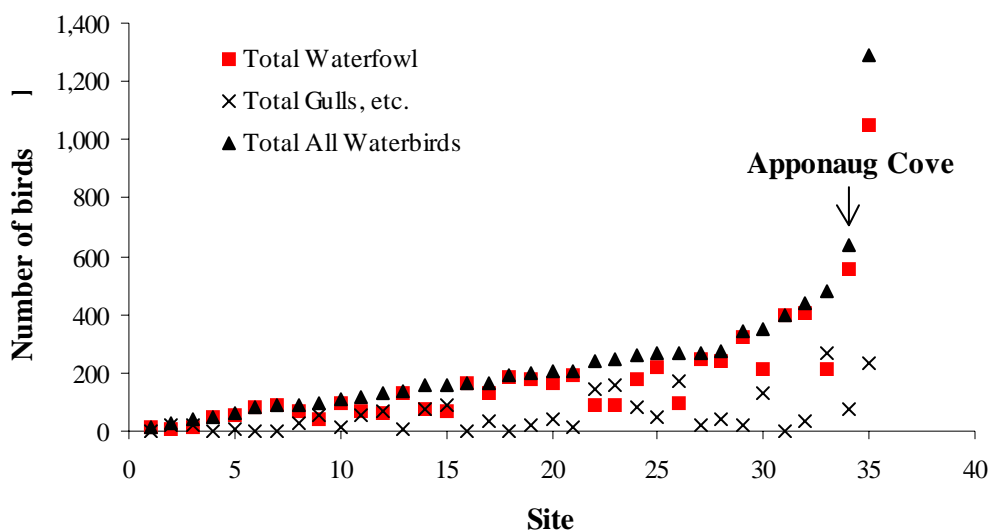 1,400
1,200
1,000
800
600
400
200
0
Number of birds ]
Total Waterfowl
Total Gulls, etc.
Total All Waterbirds
Apponaug Cove
0 5 10 15 20 25 30 35 40
Site